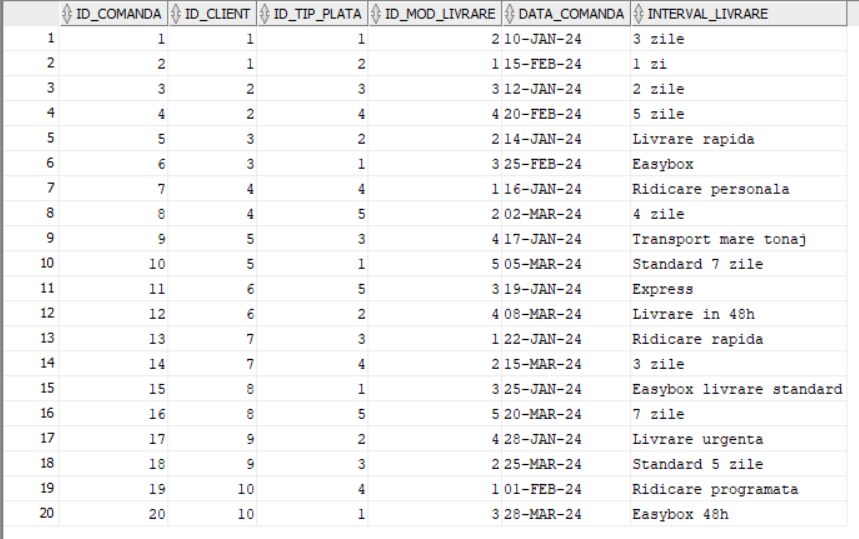 ID_COMANDA ID_CLIENT ID_TIP_PLATA ID_MOD_LIVRARE DATA_COMANDA INTERVAL_LIVRARE
1 1 1 1 2 10-JAN-24 3 zile
2 2 1 2 1 15-FEB-24 1 zi
3 3 2 3 3 12-JAN-24 2 zile
4 4 2 4 4 20-FEB-24 5 zile
5 5 3 2 2 14-JAN-24 Livrare rapida
6 6 3 1 3 25-FEB-24 Easybox
7 7 4 4 1 16-JAN-24 Ridicare personala
8 8 4 5 2 02-MAR-24 4 zile
9 9 5 3 4 17-JAN-24 Transport mare tonaj
10 10 5 1 5 05-MAR-24 Standard 7 zile
11 11 6 5 3 19-JAN-24 Express
12 12 6 2 4 08-MAR-24 Livrare in 48h
13 13 7 3 1 22-JAN-24 Ridicare rapida
14 14 7 4 2 15-MAR-24 3 zile
15 15 8 1 3 25-JAN-24 Easybox livrare standard
16 16 8 5 5 20-MAR-24 7 zile
17 17 9 2 4 28-JAN-24 Livrare urgenta
18 18 9 3 2 25-MAR-24 Standard 5 zile
19 19 10 4 1 01-FEB-24 Ridicare programata
20 20 10 1 3 28-MAR-24 Easybox 48h